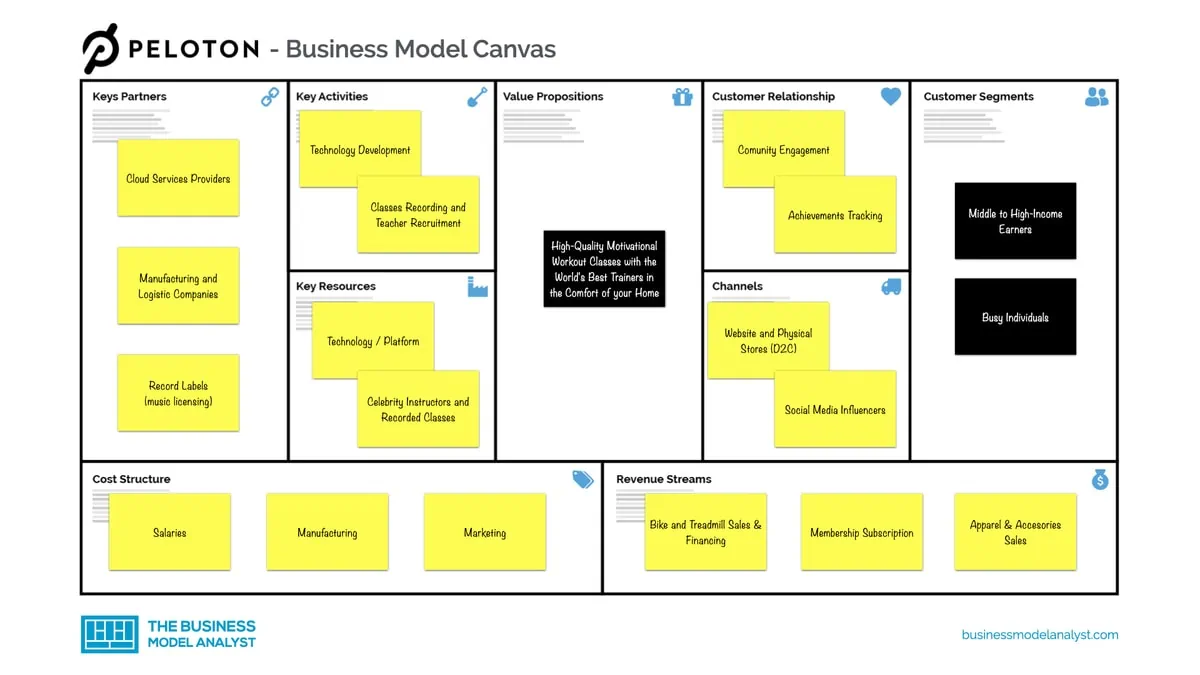 PELOTON - Business Model Canvas
Keys Partners
Cloud Services Providers
Manufacturing and
Logistic Companies
Record Labels
(music licensing)
Key Activities
Technology Development
Classes Recording and
Teacher Recruitment
Key Resources
Technology / Platform
Celebrity Instructors and
Recorded Classes
Value Propositions
High-Quality Motivational
Workout Classes with the
World's Best Trainers in
the Comfort of your Home
Customer Relationship
Comunity Engagement
Achievements Tracking
Channels
Website and Physical
Stores (D2C)
Social Media Influencers
Customer Segments
Middle to High-Income
Earners
Busy Individuals
Cost Structure
Salaries
Manufacturing
Marketing
Revenue Streams
Bike and Treadmill Sales &
Financing
Membership Subscription
Apparel & Accesories
Sales
THE BUSINESS
MODEL ANALYST
businessmodelanalyst.com